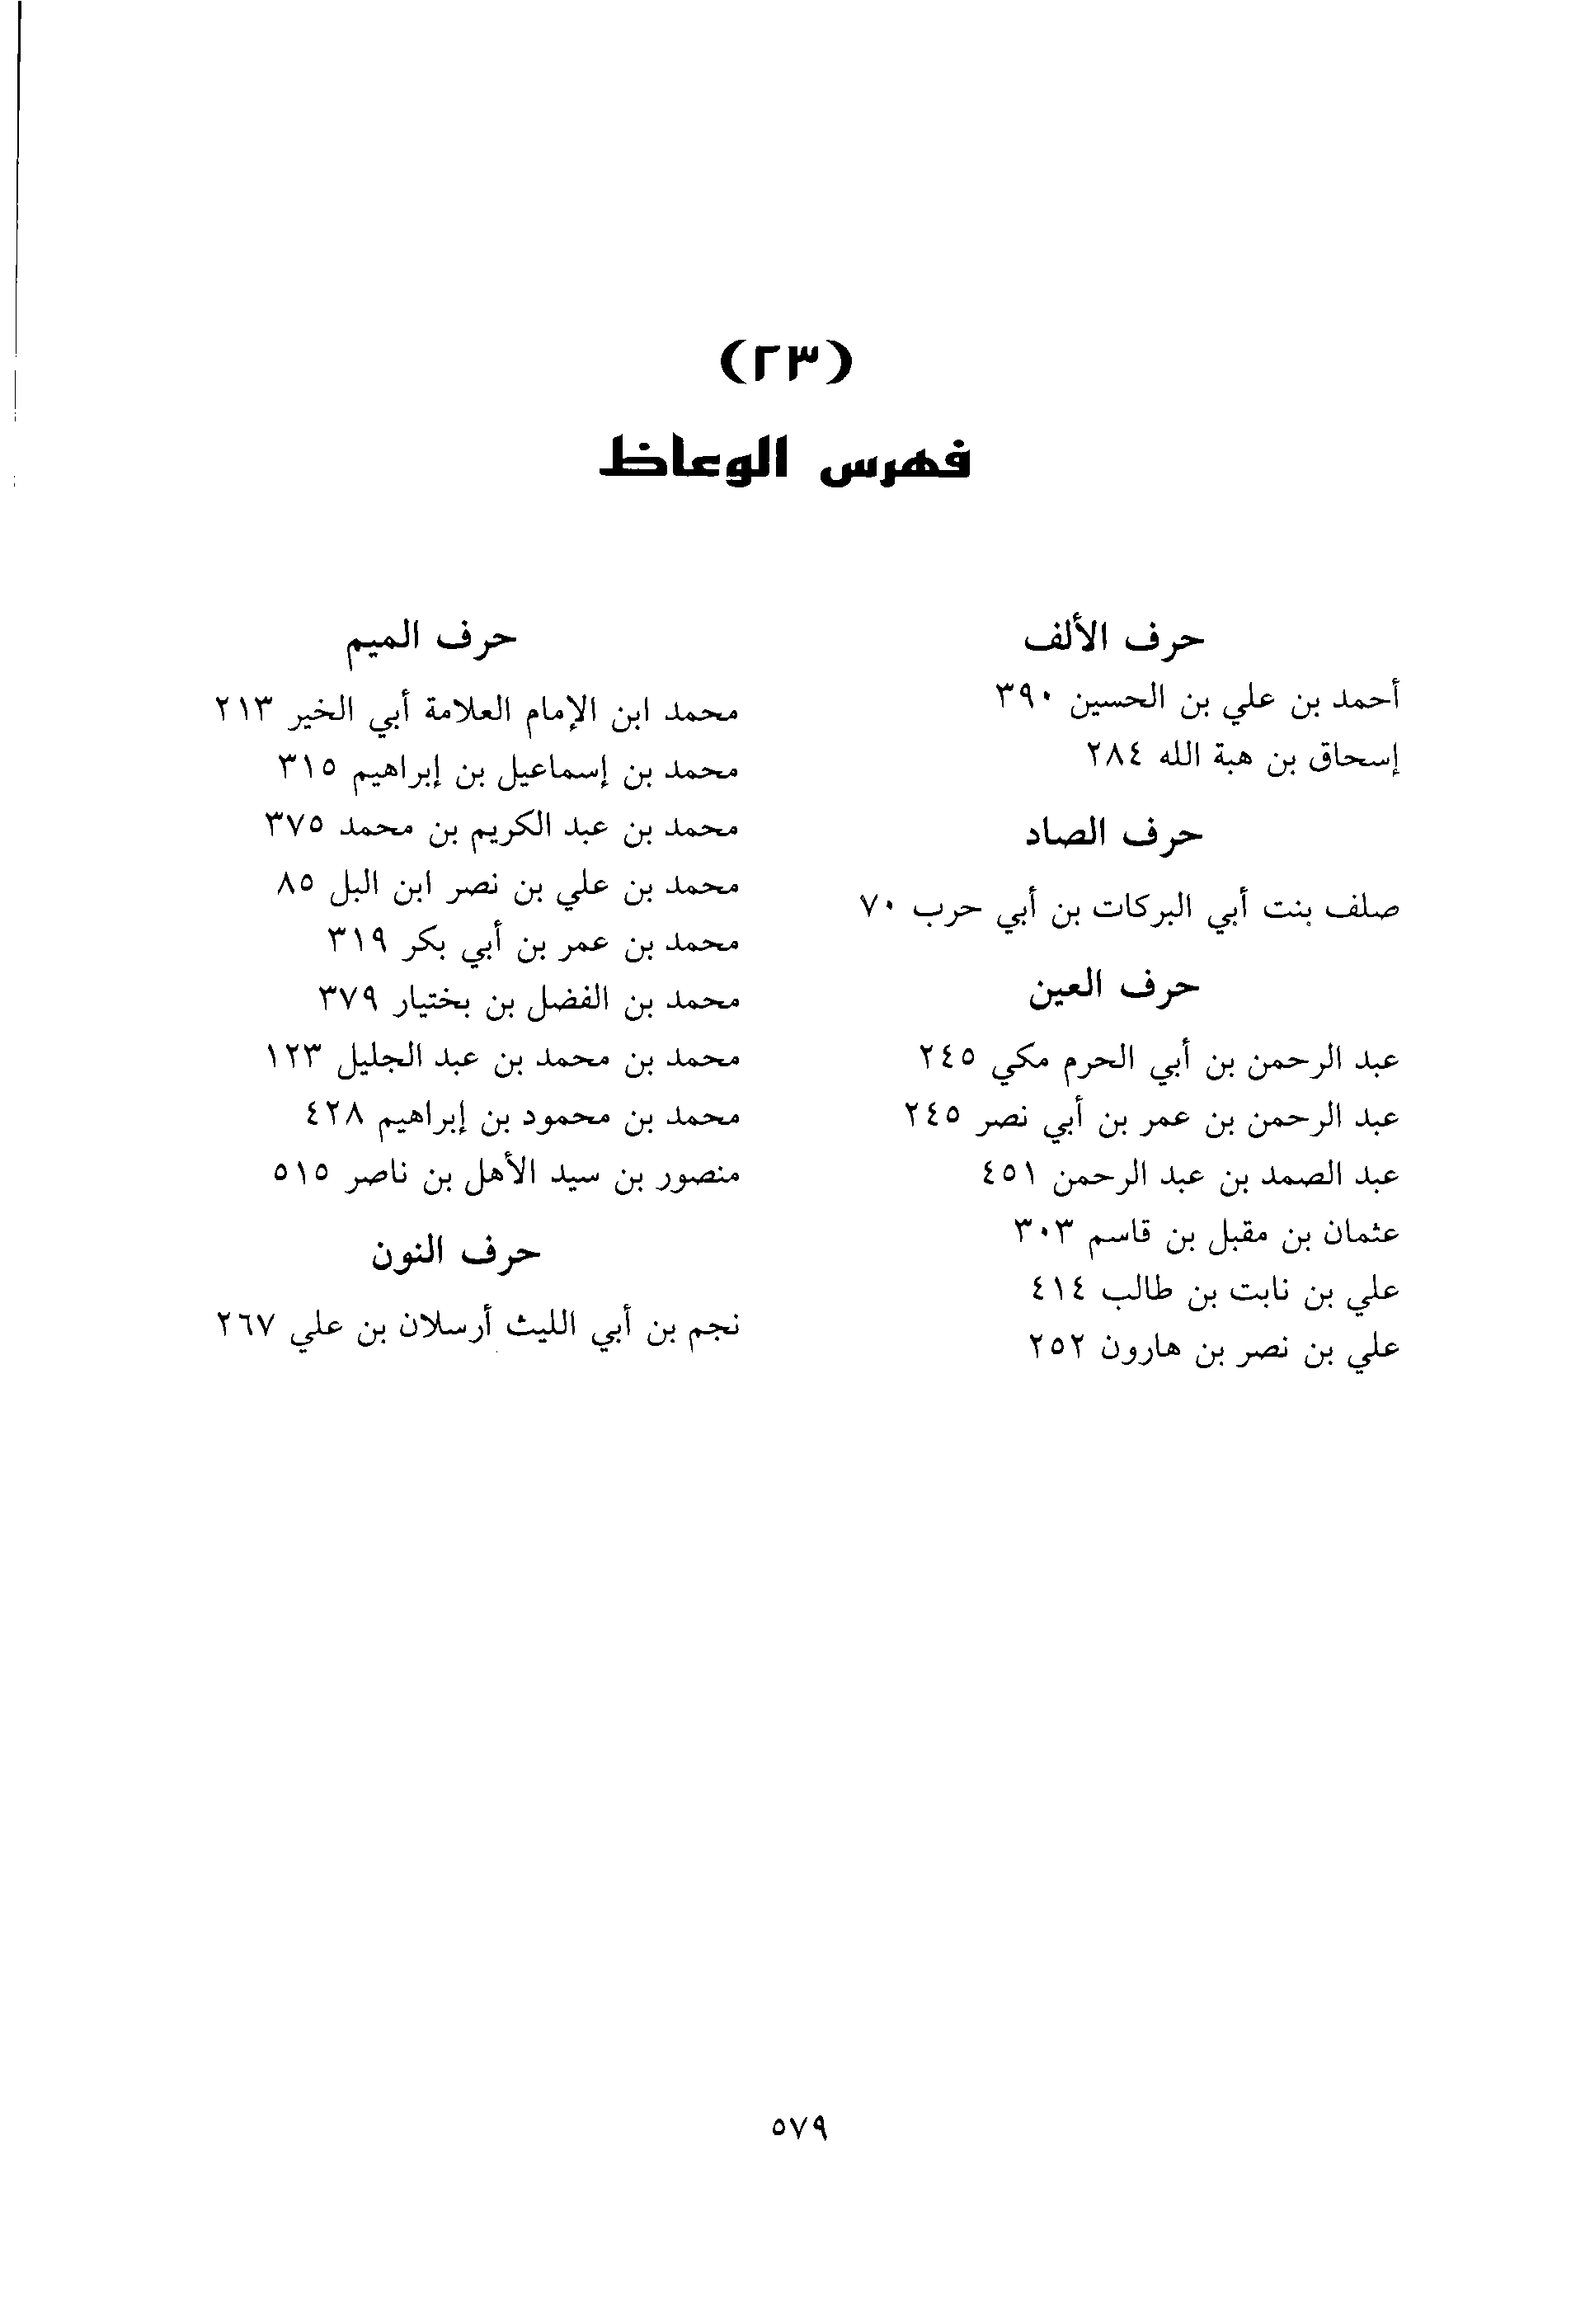 (٢٣)
فهرس الوعاظ
حرف الألف
أحمد بن علي بن الحسين ٣٩٠
إسحاق بن هبة الله ٢٨٤
حرف الصاد
صلف بنت أبي البركات بن أبي حرب ٧٠
حرف العين
عبد الرحمن بن أبي الحرم مكي ٢٤٥
عبد الرحمن بن عمر بن أبي نصر ٢٤٥
عبد الصمد بن عبد الرحمن ٤٥١
عثمان بن مقبل بن قاسم ٣٠٣
علي بن نابت بن طالب ٤١٤
علي بن نصر بن هارون ٢٥٢
حرف الميم
محمد ابن الإمام العلامة أبي الخير ٢١٣
محمد بن إسماعيل بن إبراهيم ٣١٥
محمد بن عبد الكريم بن محمد ٣٧٥
محمد بن علي بن نصر ابن البل ٨٥
محمد بن عمر بن أبي بكر ٣١٩
محمد بن الفضل بن بختيار ٣٧٩
محمد بن محمد بن عبد الجليل ١٢٣
محمد بن محمود بن إبراهيم ٤٢٨
منصور بن سيد الأهل بن ناصر ٥١٥
حرف النون
نجم بن أبي الليث أرسلان بن علي ٢٦٧
٥٧٩